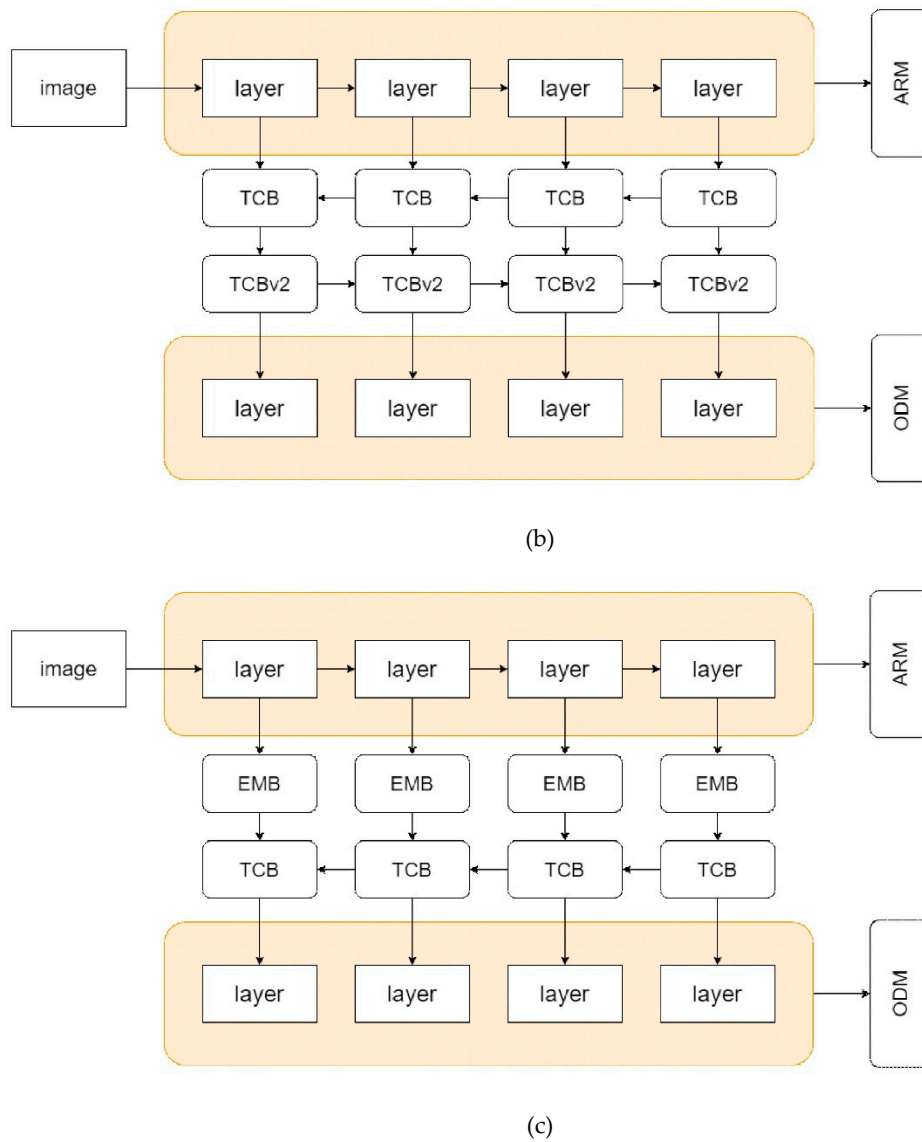 image
layer layer layer layer
ARM
TCB TCB TCB TCB
TCBv2 TCBv2 TCBv2 TCBv2
layer layer layer layer
ODM
(b)
image
layer layer layer layer
ARM
EMB EMB EMB EMB
TCB TCB TCB TCB
layer layer layer layer
ODM
(c)